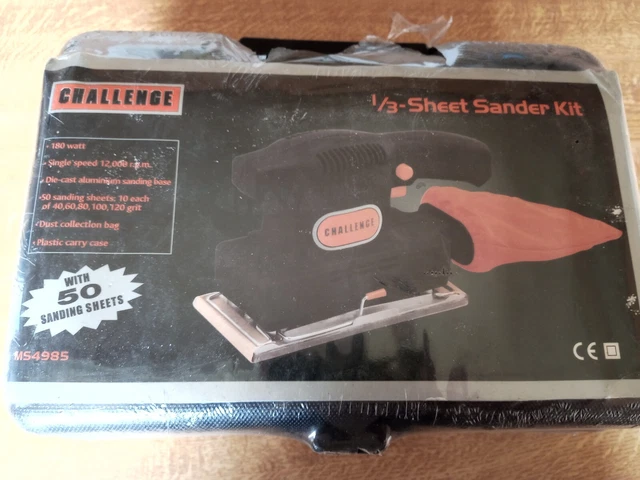 CHALLENGE
1/3-Sheet Sander Kit
- 180 watt
- Single speed 12,000 r.p.m.
- Die-cast aluminium sanding base
- 50 sanding sheets: 10 each
of 40,60,80,100,120 grit
- Dust collection bag
- Plastic carry case
CHALLENGE
WITH
50
SANDING SHEETS
MS4985
CE